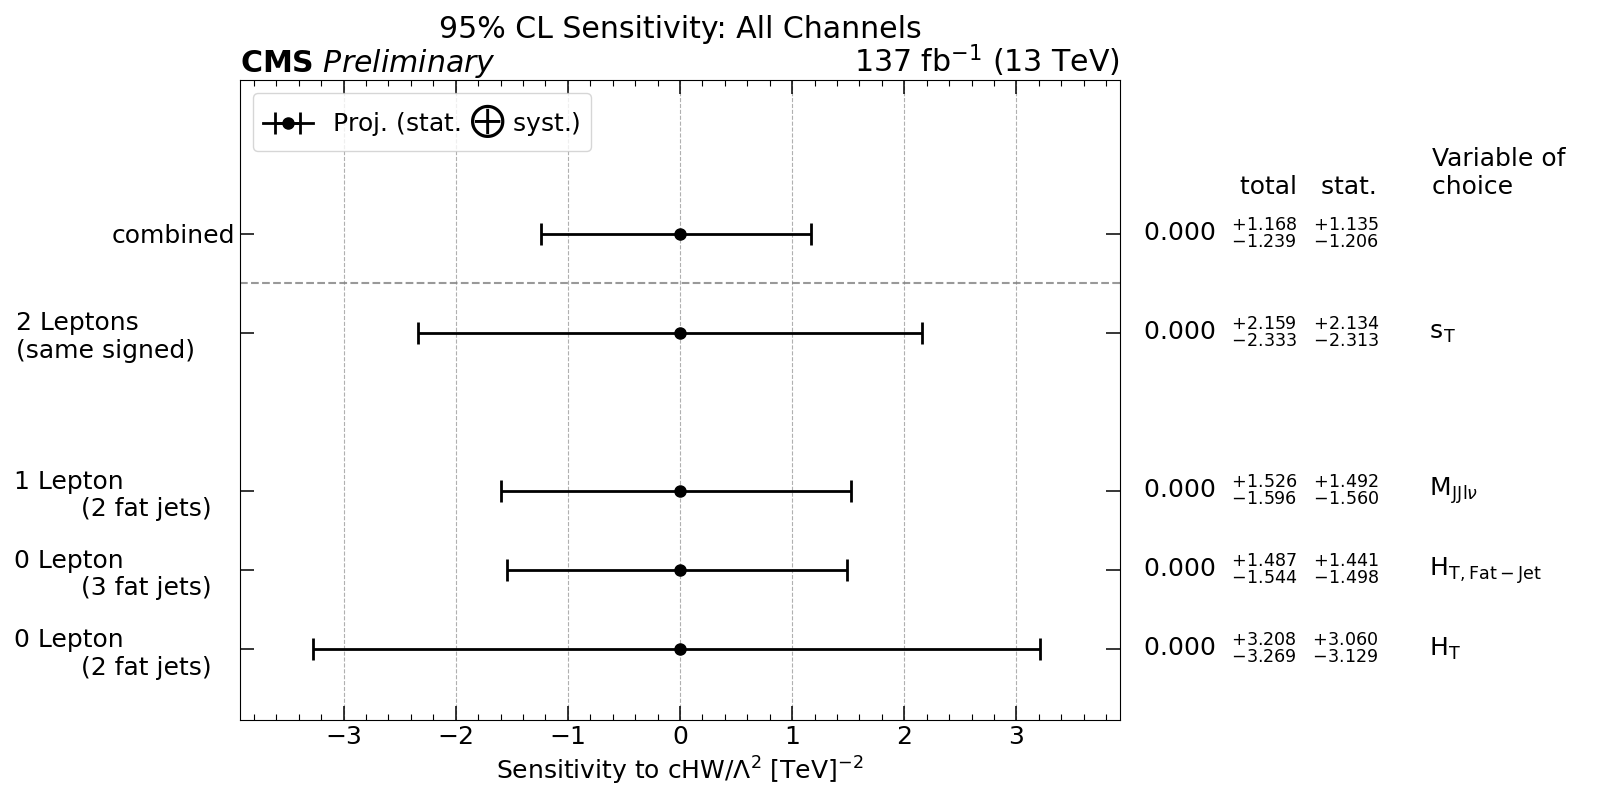 95% CL Sensitivity: All Channels
CMS Preliminary
137 fb⁻¹ (13 TeV)
Proj. (stat. ⊕ syst.)
Variable of
choice
total stat.
combined 0.000 +1.168 −1.239 +1.135 −1.206
2 Leptons
(same signed) 0.000 +2.159 −2.333 +2.134 −2.313 s_T
1 Lepton
(2 fat jets) 0.000 +1.526 −1.596 +1.492 −1.560 M_JJlν
0 Lepton
(3 fat jets) 0.000 +1.487 −1.544 +1.441 −1.498 H_T,Fat−Jet
0 Lepton
(2 fat jets) 0.000 +3.208 −3.269 +3.060 −3.129 H_T
−3 −2 −1 0 1 2 3
Sensitivity to cHW/Λ² [TeV]⁻²